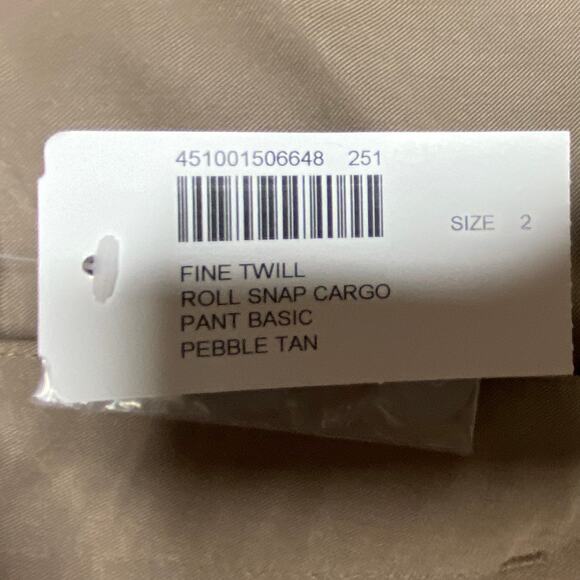 451001506648 251
SIZE 2
FINE TWILL
ROLL SNAP CARGO
PANT BASIC
PEBBLE TAN